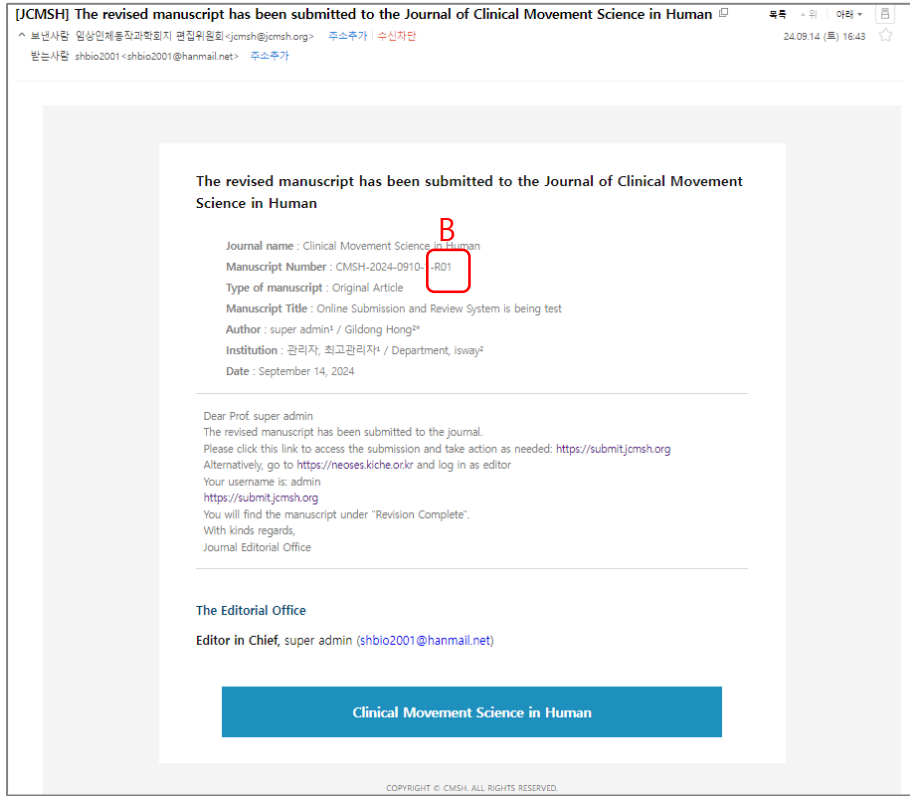 [JCMSH] The revised manuscript has been submitted to the Journal of Clinical Movement Science in Human 목록 위 아래
보낸사람 임상인체동작과학회지 편집위원회<jcmsh@jcmsh.org> 주소추가 수신차단 24.09.14 (토) 16:43
받는사람 shbio2001<shbio2001@hanmail.net> 주소추가
The revised manuscript has been submitted to the Journal of Clinical Movement
Science in Human
B
Journal name : Clinical Movement Science in Human
Manuscript Number : CMSH-2024-0910-1-R01
Type of manuscript : Original Article
Manuscript Title : Online Submission and Review System is being test
Author : super admin¹ / Gildong Hong²*
Institution : 관리자, 최고관리자¹ / Department, isway²
Date : September 14, 2024
Dear Prof. super admin
The revised manuscript has been submitted to the journal.
Please click this link to access the submission and take action as needed: https://submit.jcmsh.org
Alternatively, go to https://neoses.kiche.or.kr and log in as editor
Your username is: admin
https://submit.jcmsh.org
You will find the manuscript under "Revision Complete".
With kinds regards,
Journal Editorial Office
The Editorial Office
Editor in Chief, super admin (shbio2001@hanmail.net)
Clinical Movement Science in Human
COPYRIGHT © CMSH. ALL RIGHTS RESERVED.